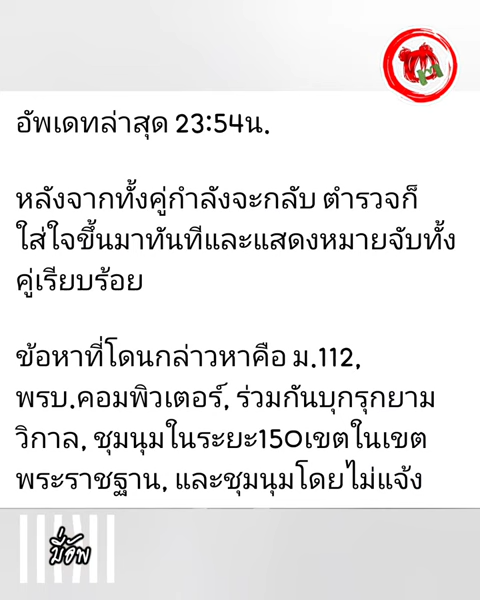 อัพเดทล่าสุด 23:54น.
หลังจากทั้งคู่กำลังจะกลับ ตำรวจก็
ใส่ใจขึ้นมาทันทีและแสดงหมายจับทั้ง
คู่เรียบร้อย
ข้อหาที่โดนกล่าวหาคือ ม.112,
พรบ.คอมพิวเตอร์, ร่วมกันบุกรุกยาม
วิกาล, ชุมนุมในระยะ150เขตในเขต
พระราชฐาน, และชุมนุมโดยไม่แจ้ง
มี่อัพ